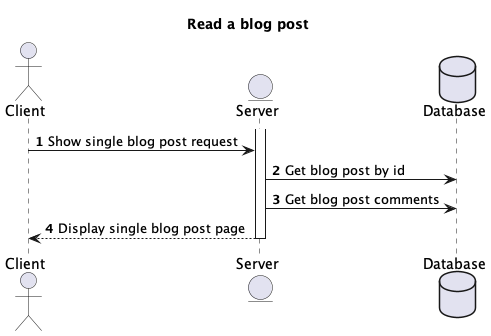 Read a blog post
Client
Server
Database
1 Show single blog post request
2 Get blog post by id
3 Get blog post comments
4 Display single blog post page
Client
Server
Database